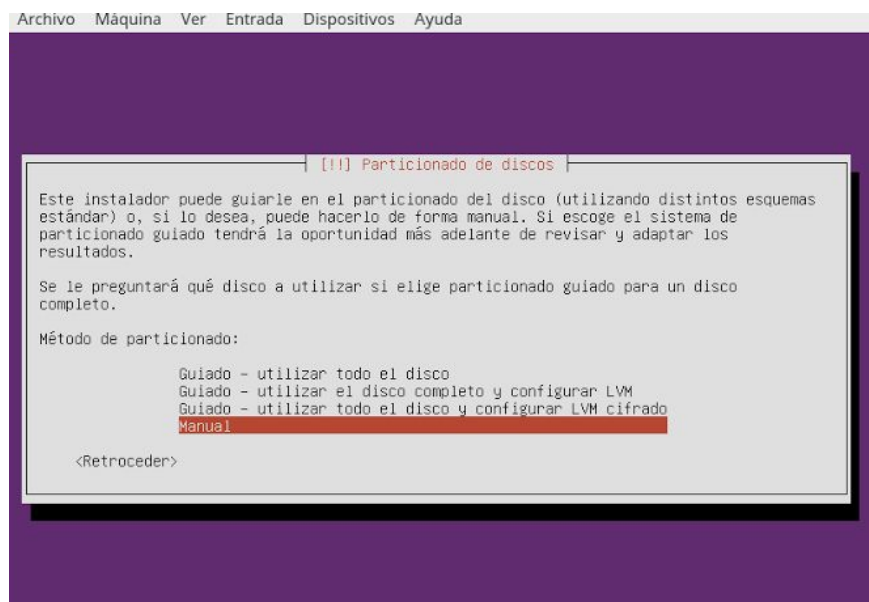 Archivo Máquina Ver Entrada Dispositivos Ayuda
[!!] Particionado de discos
Este instalador puede guiarle en el particionado del disco (utilizando distintos esquemas
estándar) o, si lo desea, puede hacerlo de forma manual. Si escoge el sistema de
particionado guiado tendrá la oportunidad más adelante de revisar y adaptar los
resultados.
Se le preguntará qué disco a utilizar si elige particionado guiado para un disco
completo.
Método de particionado:
Guiado - utilizar todo el disco
Guiado - utilizar el disco completo y configurar LVM
Guiado - utilizar todo el disco y configurar LVM cifrado
Manual
<Retroceder>